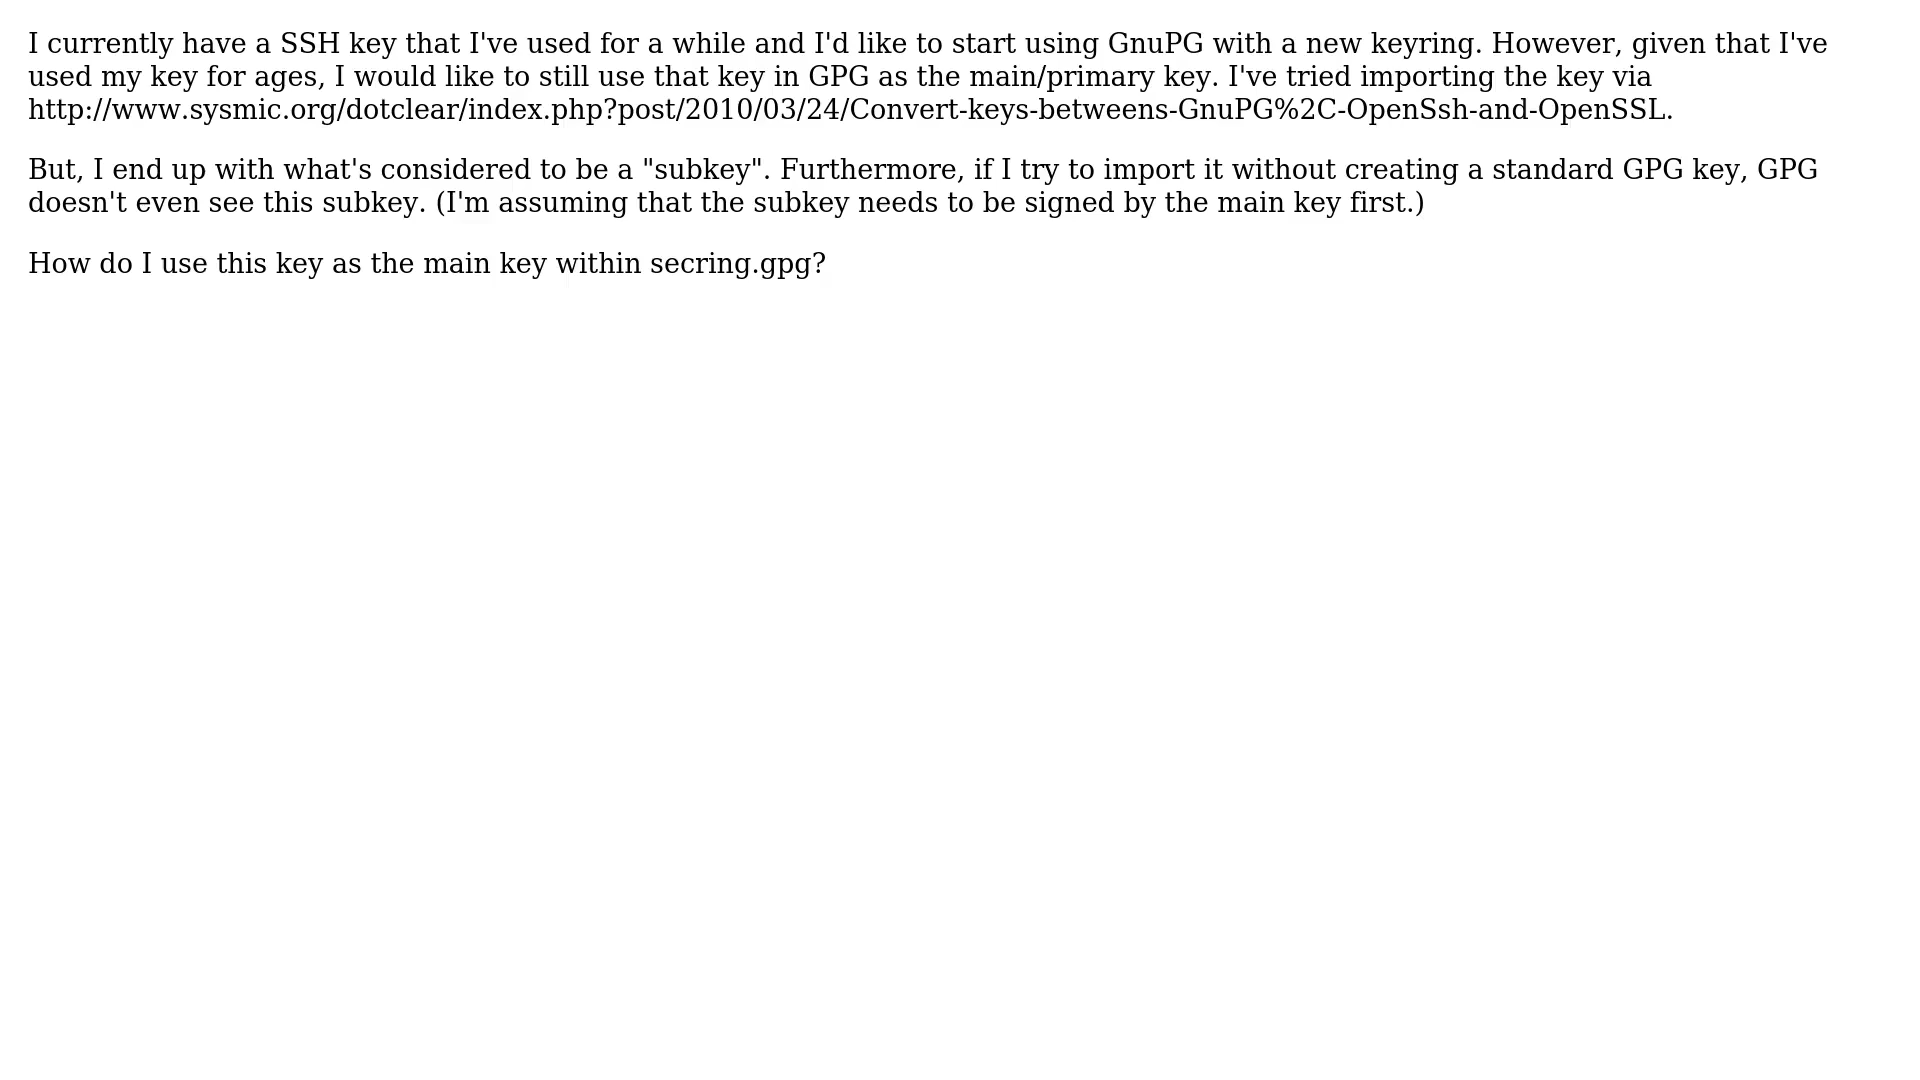 I currently have a SSH key that I've used for a while and I'd like to start using GnuPG with a new keyring. However, given that I've
used my key for ages, I would like to still use that key in GPG as the main/primary key. I've tried importing the key via
http://www.sysmic.org/dotclear/index.php?post/2010/03/24/Convert-keys-betweens-GnuPG%2C-OpenSsh-and-OpenSSL.
But, I end up with what's considered to be a "subkey". Furthermore, if I try to import it without creating a standard GPG key, GPG
doesn't even see this subkey. (I'm assuming that the subkey needs to be signed by the main key first.)
How do I use this key as the main key within secring.gpg?